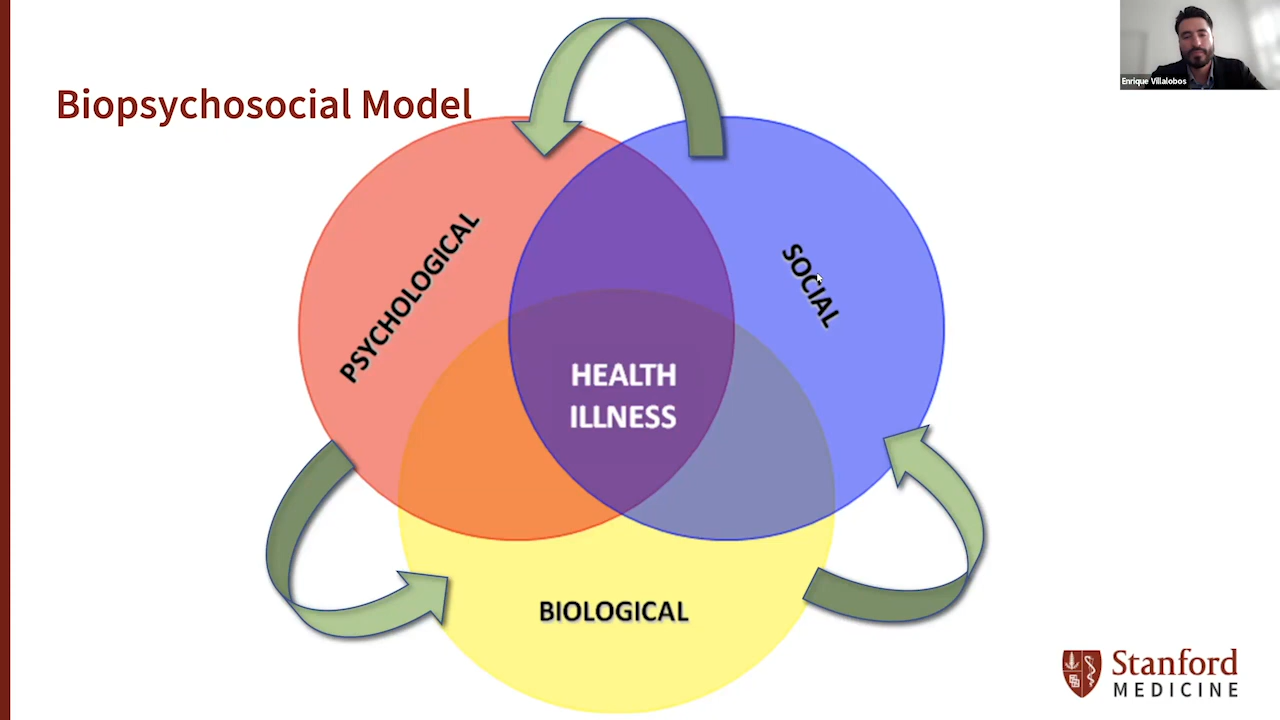 Biopsychosocial Model
Enrique Villalobos
PSYCHOLOGICAL
SOCIAL
HEALTH
ILLNESS
BIOLOGICAL
Stanford
MEDICINE